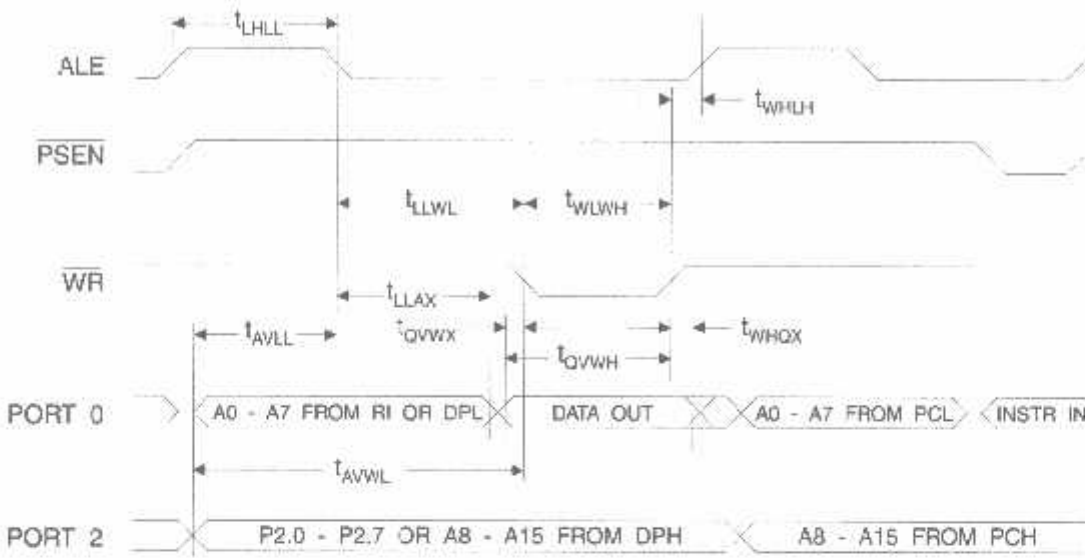 tLHLL
ALE
tWHLH
PSEN
tLLWL
tWLWH
WR
tLLAX
tAVLL
tQVWX
tWHQX
tQVWH
PORT 0
A0 - A7 FROM RI OR DPL
DATA OUT
A0 - A7 FROM PCL
INSTR IN
tAVWL
PORT 2
P2.0 - P2.7 OR A8 - A15 FROM DPH
A8 - A15 FROM PCH